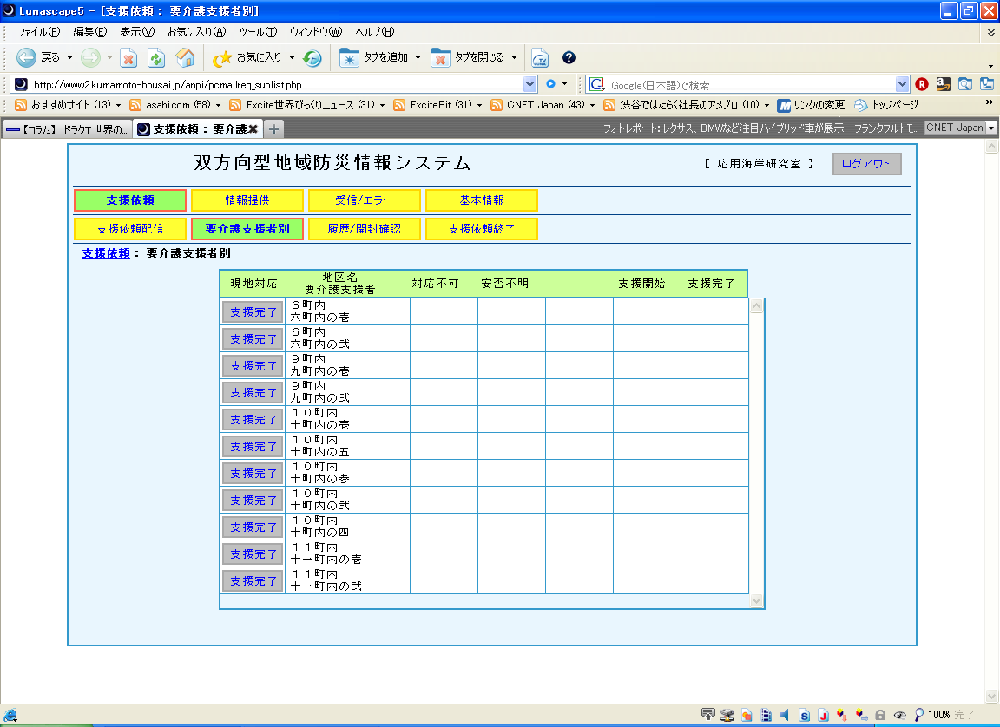 Lunascape5 - [支援依頼： 要介護支援者別]
ファイル(F) 編集(E) 表示(V) お気に入り(A) ツール(T) ウィンドウ(W) ヘルプ(H)
戻る お気に入り タブを追加 タブを閉じる
http://www2.kumamoto-bousai.jp/anpi/pcmailreq_suplist.php Google(日本語)で検索
おすすめサイト (13) asahi.com (58) Excite世界びっくりニュース (31) ExciteBit (31) CNET Japan (43) 渋谷ではたらく社長のアメブロ (10) リンクの変更 トップページ
【コラム】ドラクエ世界の... 支援依頼： 要介護 フォトレポート：レクサス、BMWなど注目ハイブリッド車が展示--フランクフルトモ... CNET Japan
双方向型地域防災情報システム 【 応用海岸研究室 】 ログアウト
支援依頼 情報提供 受信/エラー 基本情報
支援依頼配信 要介護支援者別 履歴/開封確認 支援依頼終了
支援依頼： 要介護支援者別
現地対応 地区名 対応不可 安否不明 支援開始 支援完了
要介護支援者
支援完了 ６町内
六町内の壱
支援完了 ６町内
六町内の弐
支援完了 ９町内
九町内の壱
支援完了 ９町内
九町内の弐
支援完了 １０町内
十町内の壱
支援完了 １０町内
十町内の五
支援完了 １０町内
十町内の参
支援完了 １０町内
十町内の弐
支援完了 １０町内
十町内の四
支援完了 １１町内
十一町内の壱
支援完了 １１町内
十一町内の弐
100% 完了